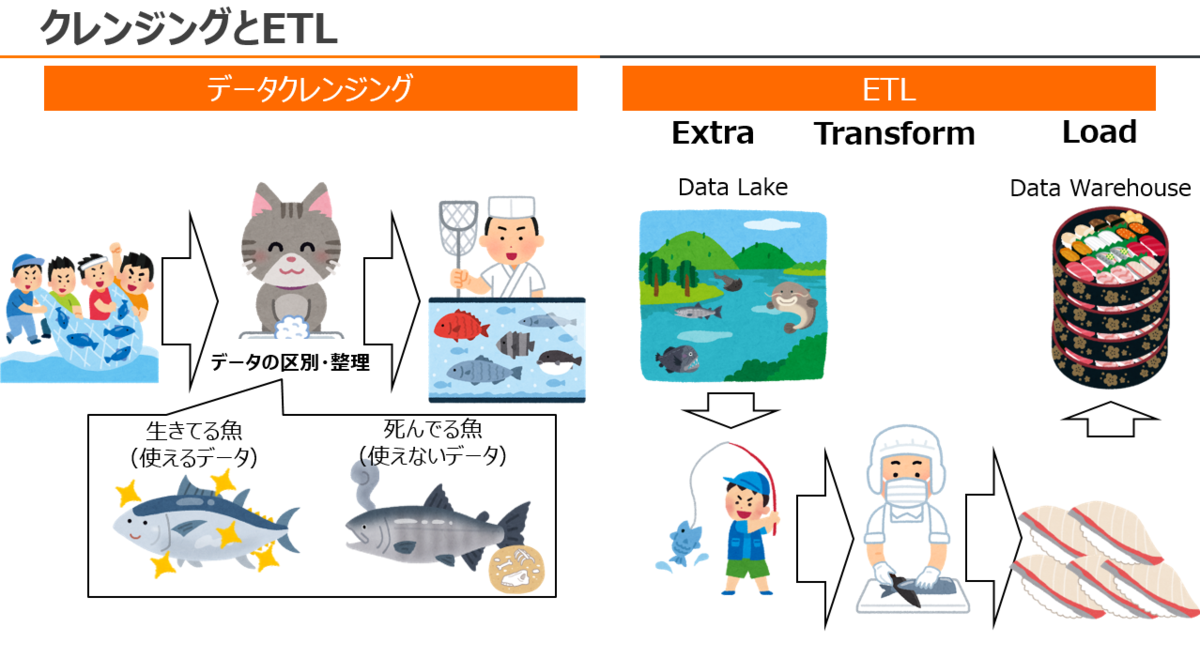 クレンジングとETL
データクレンジング
データの区別・整理
生きてる魚
（使えるデータ）
死んでる魚
（使えないデータ）
ETL
Extra
Transform
Load
Data Lake
Data Warehouse